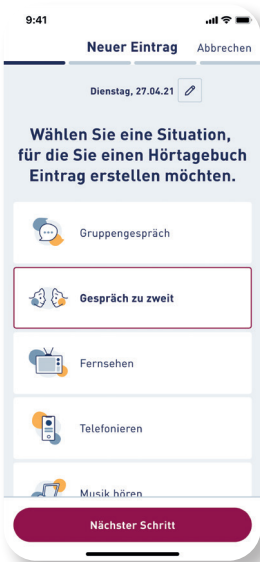 9:41
Neuer Eintrag Abbrechen
Dienstag, 27.04.21
Wählen Sie eine Situation,
für die Sie einen Hörtagebuch
Eintrag erstellen möchten.
Gruppengespräch
Gespräch zu zweit
Fernsehen
Telefonieren
Musik hören
Nächster Schritt